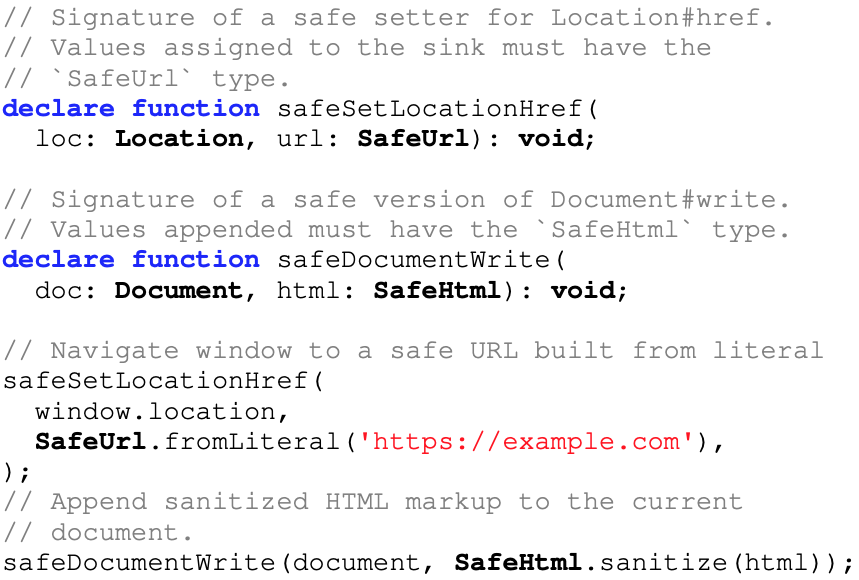 // Signature of a safe setter for Location#href.
// Values assigned to the sink must have the
// `SafeUrl` type.
declare function safeSetLocationHref(
  loc: Location, url: SafeUrl): void;

// Signature of a safe version of Document#write.
// Values appended must have the `SafeHtml` type.
declare function safeDocumentWrite(
  doc: Document, html: SafeHtml): void;

// Navigate window to a safe URL built from literal
safeSetLocationHref(
  window.location,
  SafeUrl.fromLiteral('https://example.com'),
);
// Append sanitized HTML markup to the current
// document.
safeDocumentWrite(document, SafeHtml.sanitize(html));